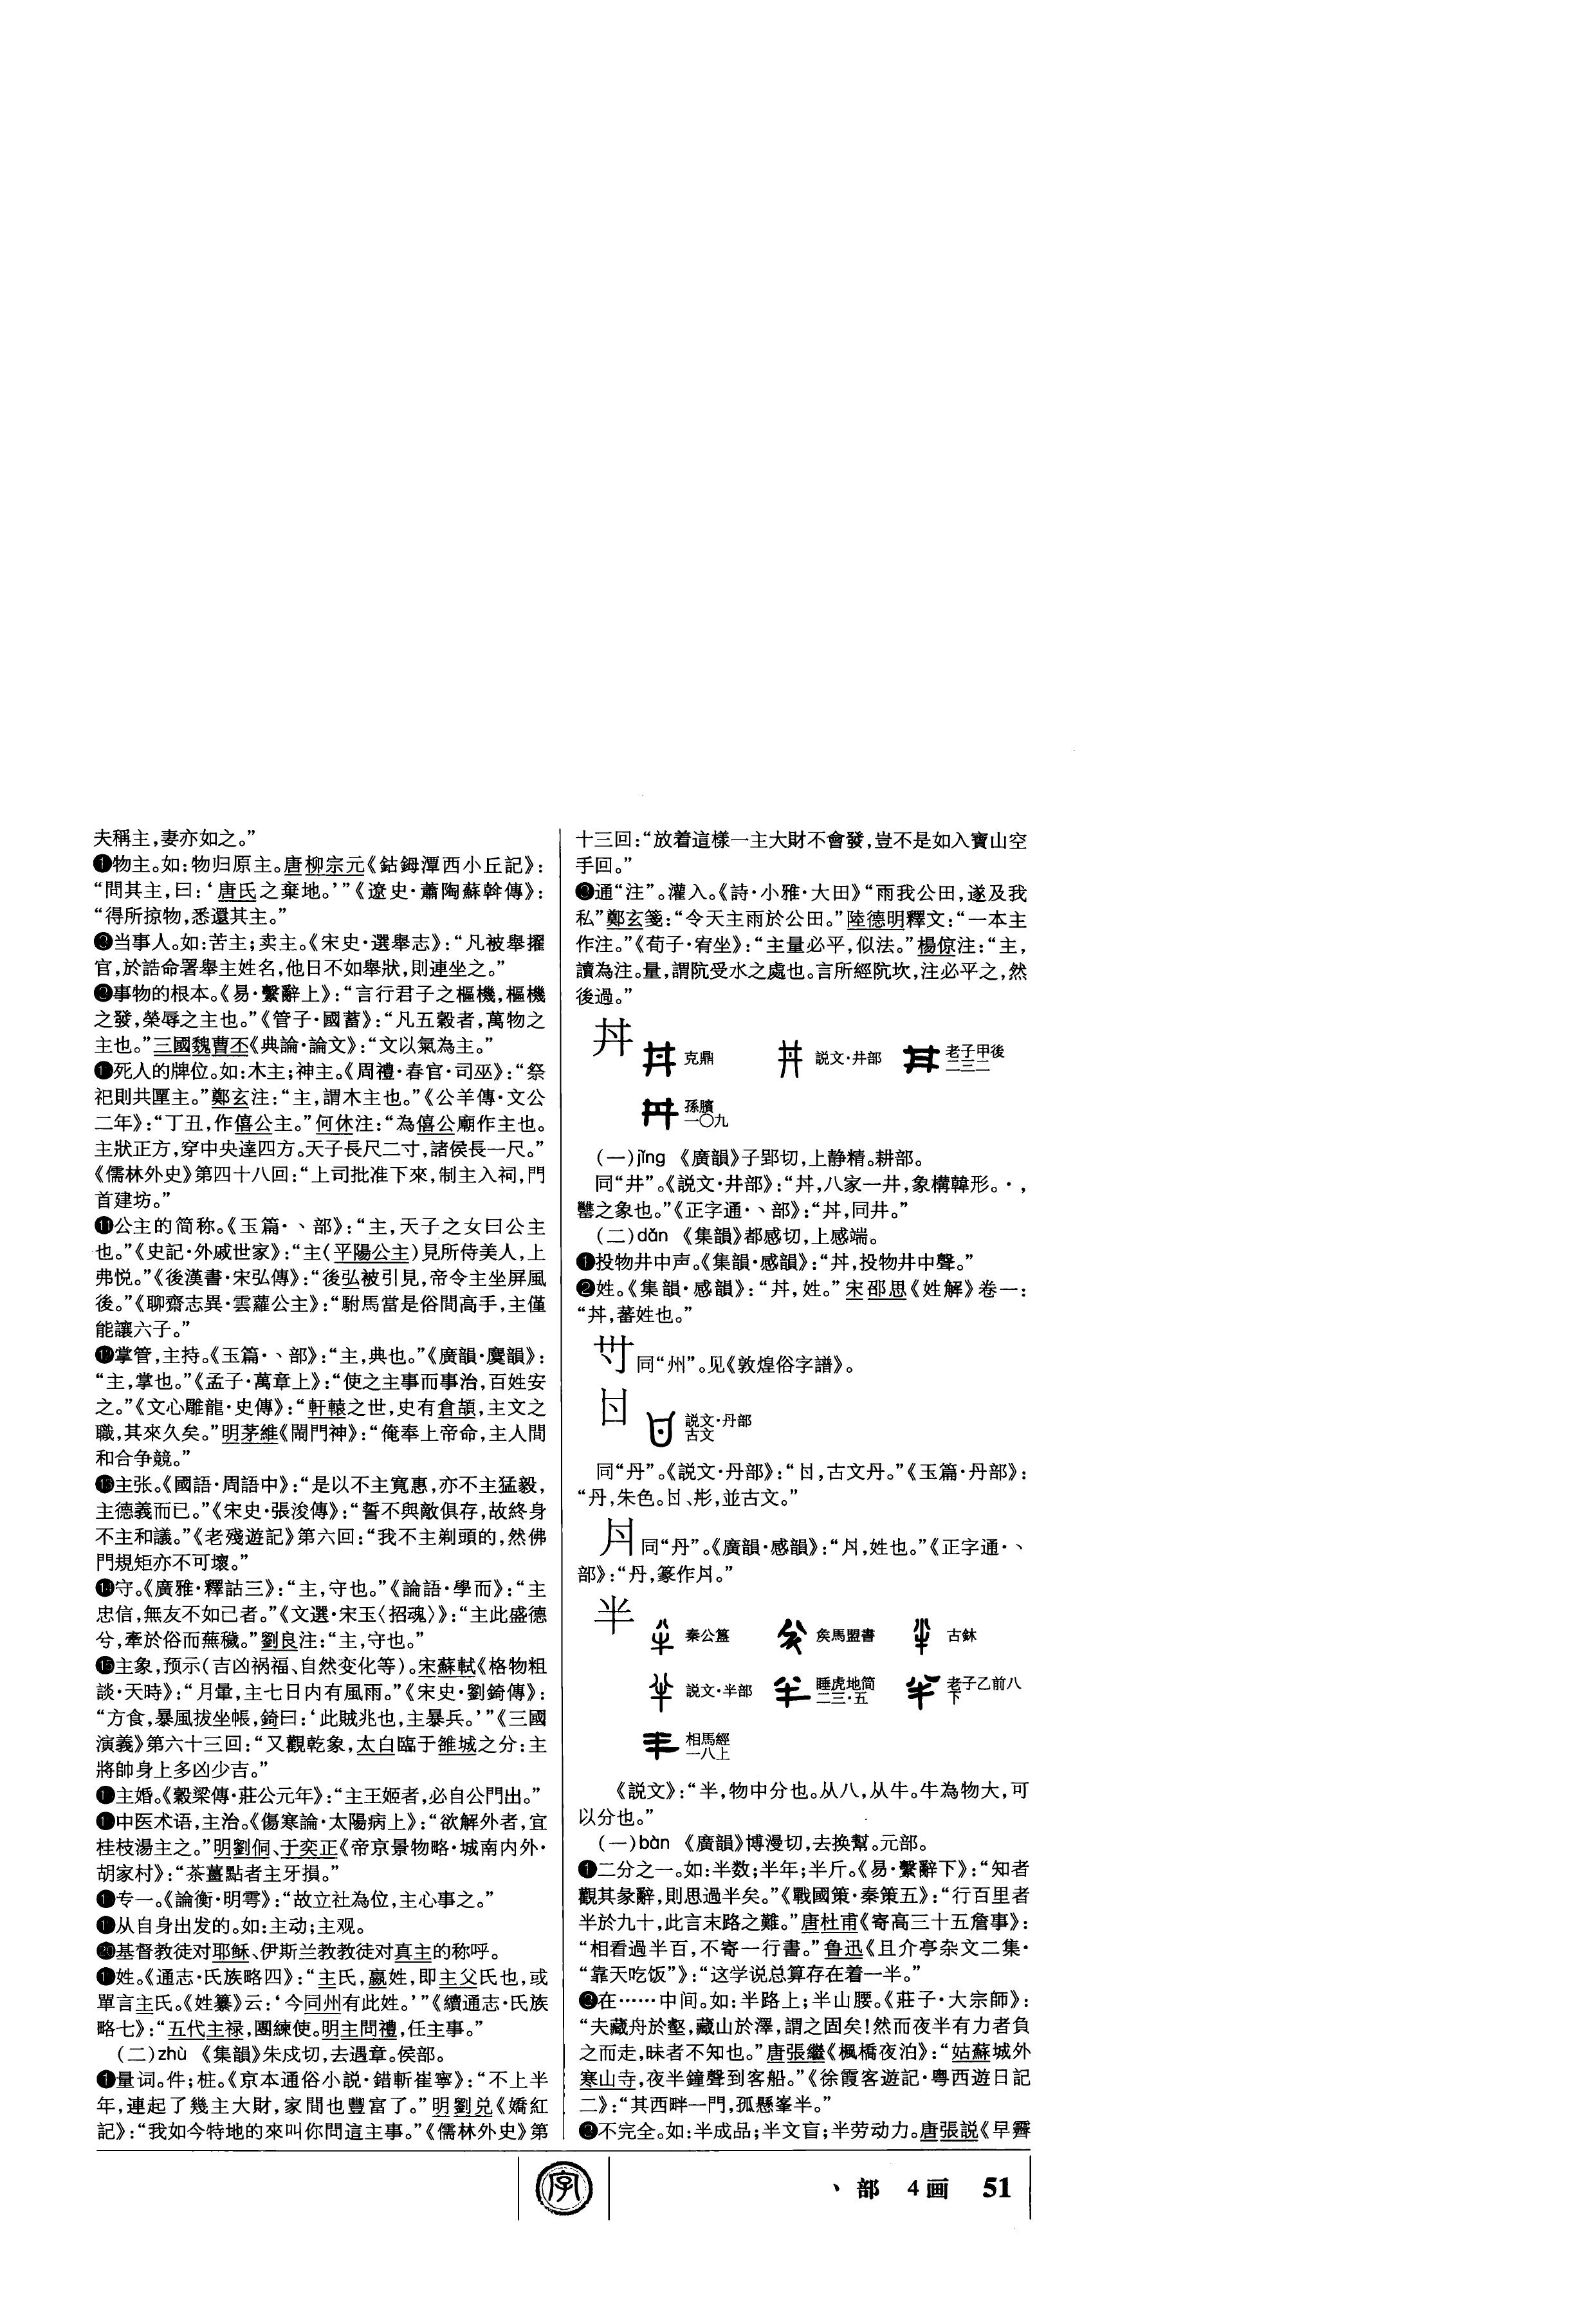 夫稱主，妻亦如之。”
❶物主。如：物归原主。唐柳宗元《鈷鉧潭西小丘記》：
“問其主，曰：‘唐氏之棄地。’”《遼史·蕭陶蘇斡傳》：
“得所掠物，悉還其主。”
❸当事人。如：苦主；卖主。《宋史·選舉志》：“凡被舉擢
官，於誥命署舉主姓名，他日不如舉狀，則連坐之。”
❷事物的根本。《易·繫辭上》：“言行君子之樞機，樞機
之發，榮辱之主也。”《管子·國蓄》：“凡五穀者，萬物之
主也。”三國魏曹丕《典論·論文》：“文以氣為主。”
❶死人的牌位。如：木主；神主。《周禮·春官·司巫》：“祭
祀則共匰主。”鄭玄注：“主，謂木主也。”《公羊傳·文公
二年》：“丁丑，作僖公主。”何休注：“為僖公廟作主也。
主狀正方，穿中央達四方。天子長尺二寸，諸侯長一尺。”
《儒林外史》第四十八回：“上司批准下來，制主入祠，門
首建坊。”
⓫公主的简称。《玉篇·丶部》：“主，天子之女曰公主
也。”《史記·外戚世家》：“主（平陽公主）見所侍美人，上
弗悦。”《後漢書·宋弘傳》：“後弘被引見，帝令主坐屏風
後。”《聊齋志異·雲蘿公主》：“駙馬當是俗間高手，主僅
能讓六子。”
⓬掌管，主持。《玉篇·丶部》：“主，典也。”《廣韻·麌韻》：
“主，掌也。”《孟子·萬章上》：“使之主事而事治，百姓安
之。”《文心雕龍·史傳》：“軒轅之世，史有倉頡，主文之
職，其來久矣。”明茅維《鬧門神》：“俺奉上帝命，主人間
和合争競。”
⓭主张。《國語·周語中》：“是以不主寬惠，亦不主猛毅，
主德義而已。”《宋史·張浚傳》：“誓不與敵俱存，故終身
不主和議。”《老殘遊記》第六回：“我不主剃頭的，然佛
門規矩亦不可壞。”
⓮守。《廣雅·釋詁三》：“主，守也。”《論語·學而》：“主
忠信，無友不如己者。”《文選·宋玉〈招魂〉》：“主此盛德
兮，牽於俗而蕪穢。”劉良注：“主，守也。”
⓯主象，预示（吉凶祸福、自然变化等）。宋蘇軾《格物粗
談·天時》：“月暈，主七日内有風雨。”《宋史·劉錡傳》：
“方食，暴風拔坐帳，錡曰：‘此賊兆也，主暴兵。’”《三國
演義》第六十三回：“又觀乾象，太白臨于雒城之分：主
將帥身上多凶少吉。”
❶主婚。《穀梁傳·莊公元年》：“主王姬者，必自公門出。”
❶中医术语，主治。《傷寒論·太陽病上》：“欲解外者，宜
桂枝湯主之。”明劉侗、于奕正《帝京景物略·城南内外·
胡家村》：“茶薑點者主牙損。”
❶专一。《論衡·明雩》：“故立社為位，主心事之。”
❶从自身出发的。如：主动；主观。
⓴基督教徒对耶稣、伊斯兰教教徒对真主的称呼。
❶姓。《通志·氏族略四》：“主氏，嬴姓，即主父氏也，或
單言主氏。《姓纂》云：‘今同州有此姓。’”《續通志·氏族
略七》：“五代主禄，團練使。明主問禮，任主事。”
（二）zhù 《集韻》朱戍切，去遇章。侯部。
❶量词。件；桩。《京本通俗小説·錯斬崔寧》：“不上半
年，連起了幾主大財，家間也豐富了。”明劉兑《嬌紅
記》：“我如今特地的來叫你問這主事。”《儒林外史》第
十三回：“放着這樣一主大財不會發，豈不是如入寶山空
手回。”
❷通“注”。灌入。《詩·小雅·大田》“雨我公田，遂及我
私”鄭玄箋：“令天主雨於公田。”陸德明釋文：“一本主
作注。”《荀子·宥坐》：“主量必平，似法。”楊倞注：“主，
讀為注。量，謂阬受水之處也。言所經阬坎，注必平之，然
後過。”
丼 克鼎 説文·井部 老子甲後二三二
孫臏一〇九
（一）jǐng 《廣韻》子郢切，上静精。耕部。
同“井”。《説文·井部》：“丼，八家一井，象構韓形。·，
罋之象也。”《正字通·丶部》：“丼，同井。”
（二）dǎn 《集韻》都感切，上感端。
❶投物井中声。《集韻·感韻》：“丼，投物井中聲。”
❷姓。《集韻·感韻》：“丼，姓。”宋邵思《姓解》卷一：
“丼，蕃姓也。”
同“州”。见《敦煌俗字譜》。
説文·丹部古文
同“丹”。《説文·丹部》：“𠁿，古文丹。”《玉篇·丹部》：
“丹，朱色。𠁿、彤，並古文。”
同“丹”。《廣韻·感韻》：“，姓也。”《正字通·丶
部》：“丹，篆作。”
半 秦公簋 矦馬盟書 古鉨
説文·半部 睡虎地简二三·五 老子乙前八下
相馬經一八上
《説文》：“半，物中分也。从八，从牛。牛為物大，可
以分也。”
（一）bàn 《廣韻》博漫切，去换幫。元部。
❶二分之一。如：半数；半年；半斤。《易·繫辭下》：“知者
觀其彖辭，則思過半矣。”《戰國策·秦策五》：“行百里者
半於九十，此言末路之難。”唐杜甫《寄高三十五詹事》：
“相看過半百，不寄一行書。”鲁迅《且介亭杂文二集·
“靠天吃饭”》：“这学说总算存在着一半。”
❷在……中间。如：半路上；半山腰。《莊子·大宗師》：
“夫藏舟於壑，藏山於澤，謂之固矣！然而夜半有力者負
之而走，昧者不知也。”唐張繼《楓橋夜泊》：“姑蘇城外
寒山寺，夜半鐘聲到客船。”《徐霞客遊記·粵西遊日記
二》：“其西畔一門，孤懸峯半。”
❷不完全。如：半成品；半文盲；半劳动力。唐張説《早霽
字
丶部 4画 51